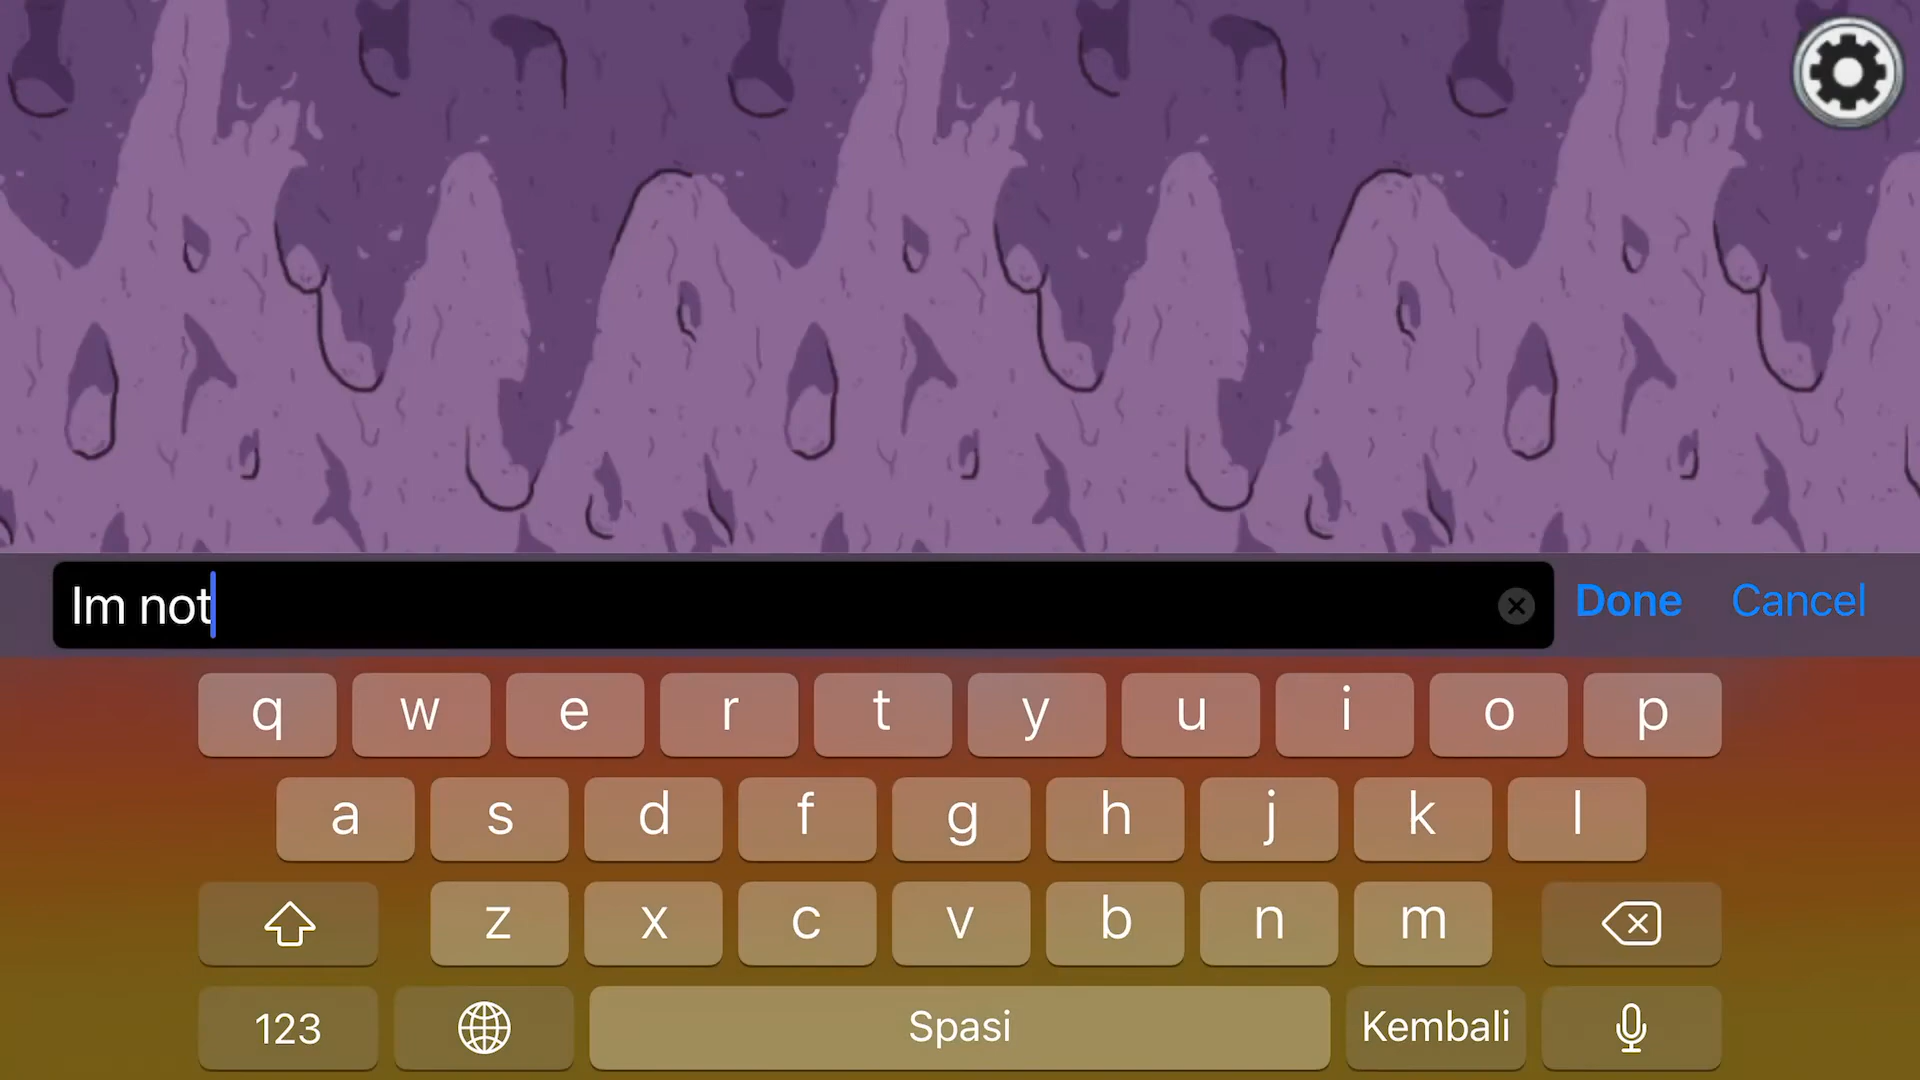 Im not
Done Cancel
q w e r t y u i o p
a s d f g h j k l
z x c v b n m
123 Spasi Kembali